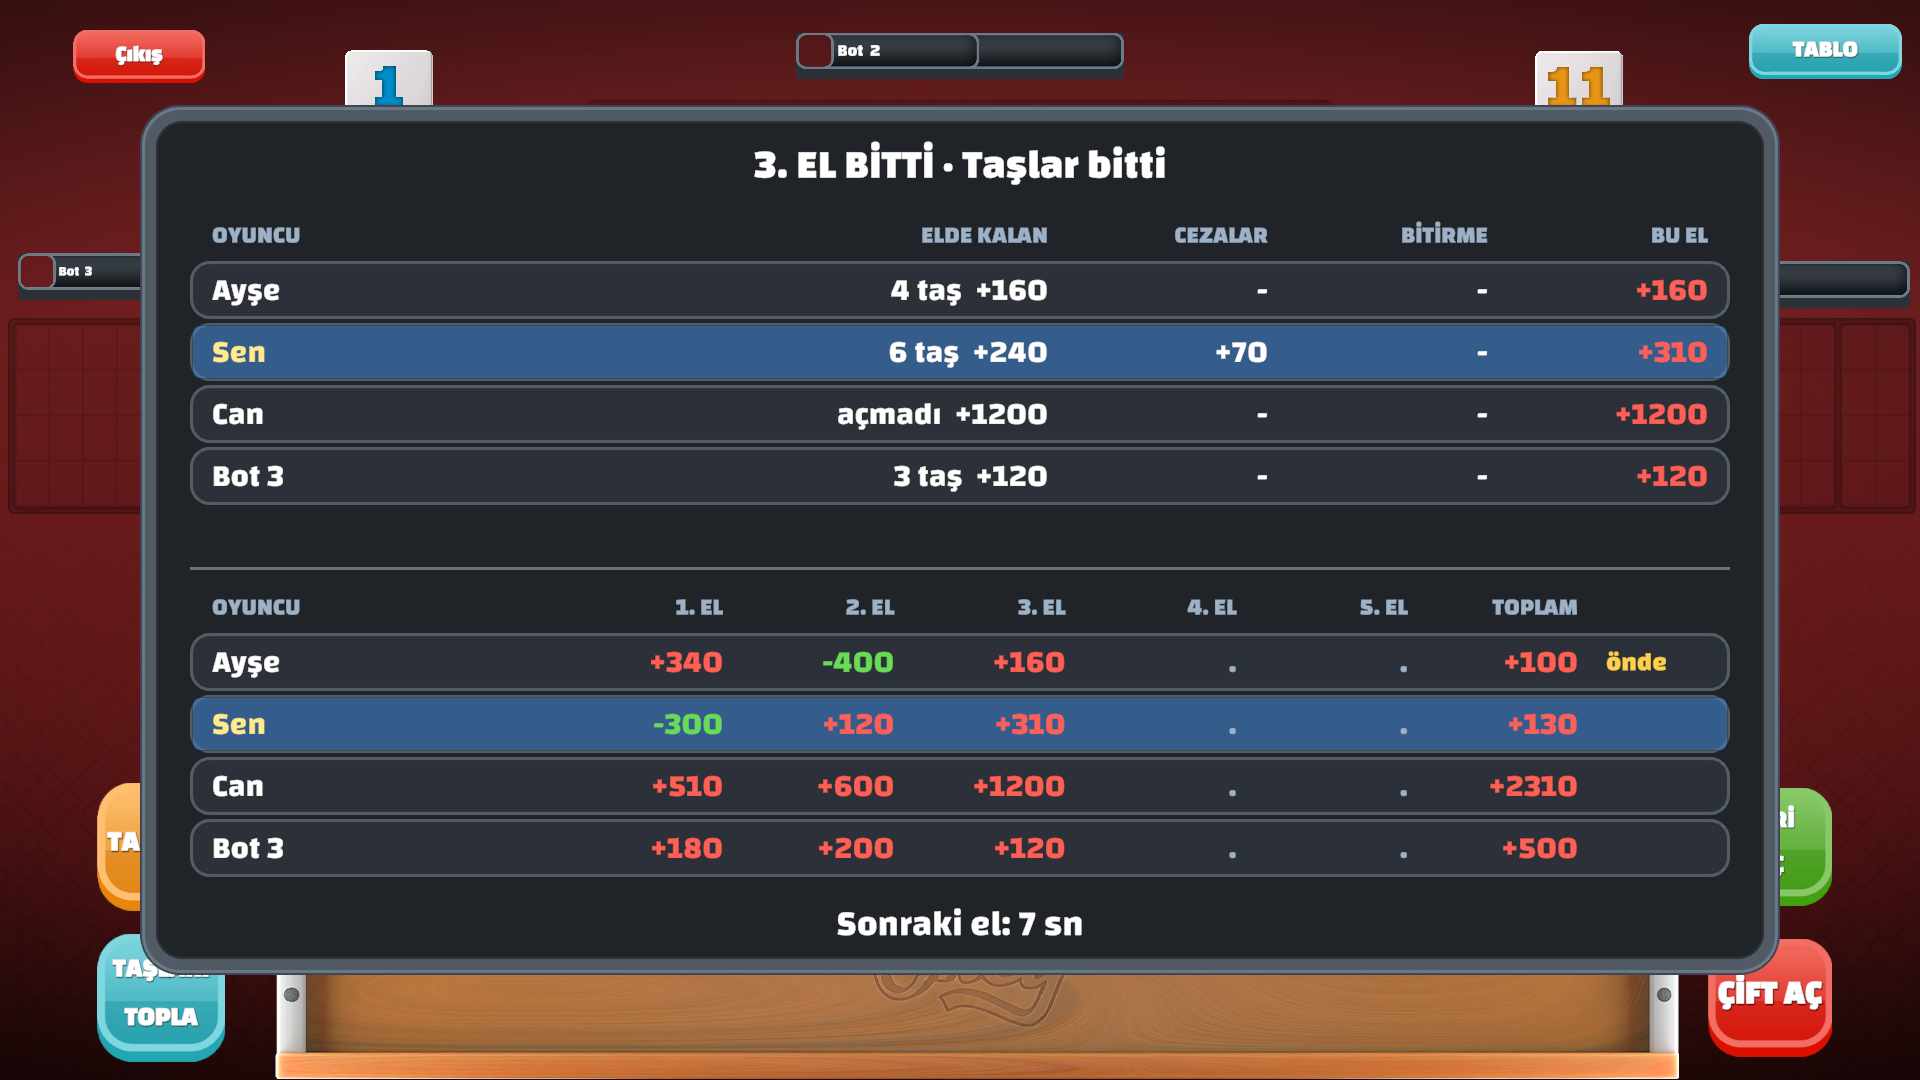 Çıkış
1
Bot 2
11
TABLO
Bot 3
3. EL BİTTİ · Taşlar bitti
OYUNCU ELDE KALAN CEZALAR BİTİRME BU EL
Ayşe 4 taş +160 - - +160
Sen 6 taş +240 +70 - +310
Can açmadı +1200 - - +1200
Bot 3 3 taş +120 - - +120
OYUNCU 1. EL 2. EL 3. EL 4. EL 5. EL TOPLAM
Ayşe +340 -400 +160 . . +100 önde
Sen -300 +120 +310 . . +130
Can +510 +600 +1200 . . +2310
Bot 3 +180 +200 +120 . . +500
Sonraki el: 7 sn
TOPLA
ÇİFT AÇ